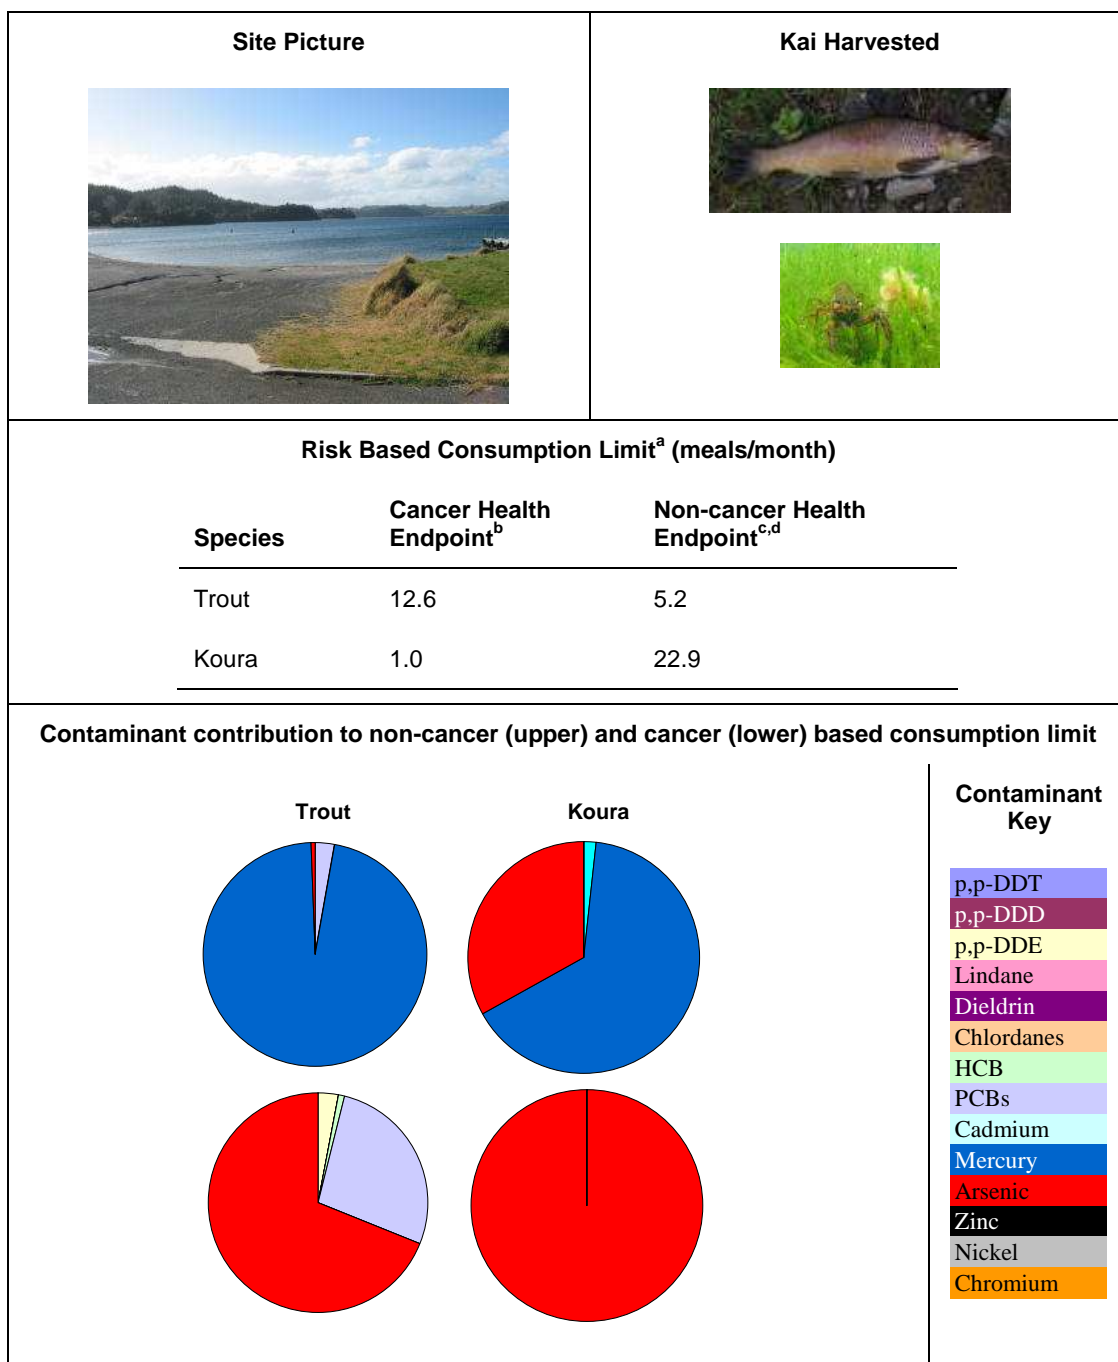 Site Picture
Kai Harvested
Risk Based Consumption Limitᵃ (meals/month)
Species
Cancer Health
Endpointᵇ
Non-cancer Health
Endpointᶜ,ᵈ
Trout 12.6 5.2
Koura 1.0 22.9
Contaminant contribution to non-cancer (upper) and cancer (lower) based consumption limit
Trout
Koura
Contaminant
Key
p,p-DDT
p,p-DDD
p,p-DDE
Lindane
Dieldrin
Chlordanes
HCB
PCBs
Cadmium
Mercury
Arsenic
Zinc
Nickel
Chromium